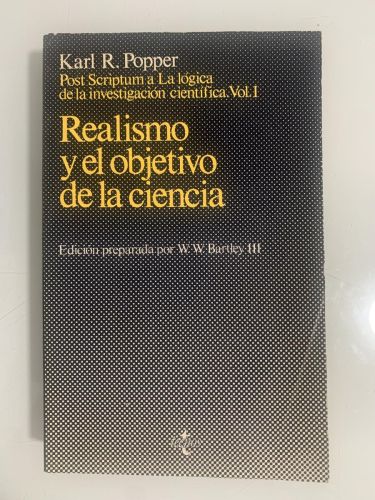 Karl R. Popper
Post Scriptum a La lógica
de la investigación científica. Vol. I
Realismo
y el objetivo
de la ciencia
Edición preparada por W. W. Bartley III